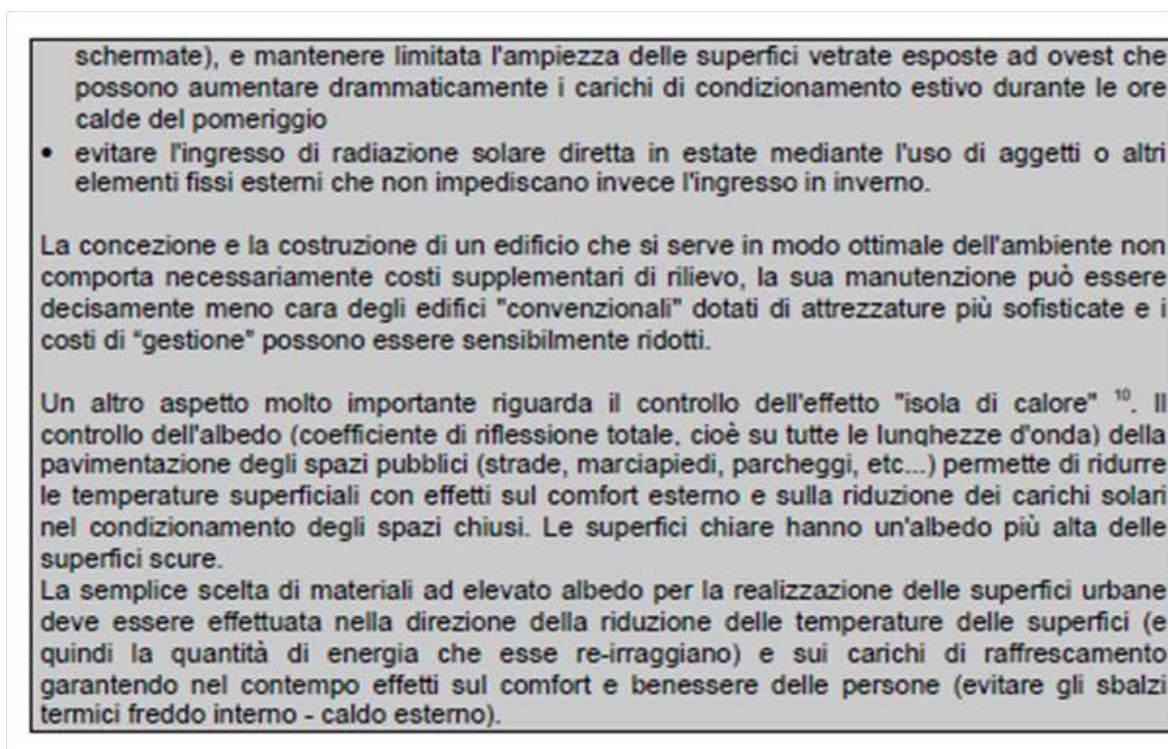 schermate), e mantenere limitata l'ampiezza delle superfici vetrate esposte ad ovest che
possono aumentare drammaticamente i carichi di condizionamento estivo durante le ore
calde del pomeriggio
• evitare l'ingresso di radiazione solare diretta in estate mediante l'uso di aggetti o altri
elementi fissi esterni che non impediscano invece l'ingresso in inverno.
La concezione e la costruzione di un edificio che si serve in modo ottimale dell'ambiente non
comporta necessariamente costi supplementari di rilievo, la sua manutenzione può essere
decisamente meno cara degli edifici "convenzionali" dotati di attrezzature più sofisticate e i
costi di "gestione" possono essere sensibilmente ridotti.
Un altro aspetto molto importante riguarda il controllo dell'effetto "isola di calore" ¹⁰. Il
controllo dell'albedo (coefficiente di riflessione totale, cioè su tutte le lunghezze d'onda) della
pavimentazione degli spazi pubblici (strade, marciapiedi, parcheggi, etc...) permette di ridurre
le temperature superficiali con effetti sul comfort esterno e sulla riduzione dei carichi solari
nel condizionamento degli spazi chiusi. Le superfici chiare hanno un'albedo più alta delle
superfici scure.
La semplice scelta di materiali ad elevato albedo per la realizzazione delle superfici urbane
deve essere effettuata nella direzione della riduzione delle temperature delle superfici (e
quindi la quantità di energia che esse re-irraggiano) e sui carichi di raffrescamento
garantendo nel contempo effetti sul comfort e benessere delle persone (evitare gli sbalzi
termici freddo interno - caldo esterno).